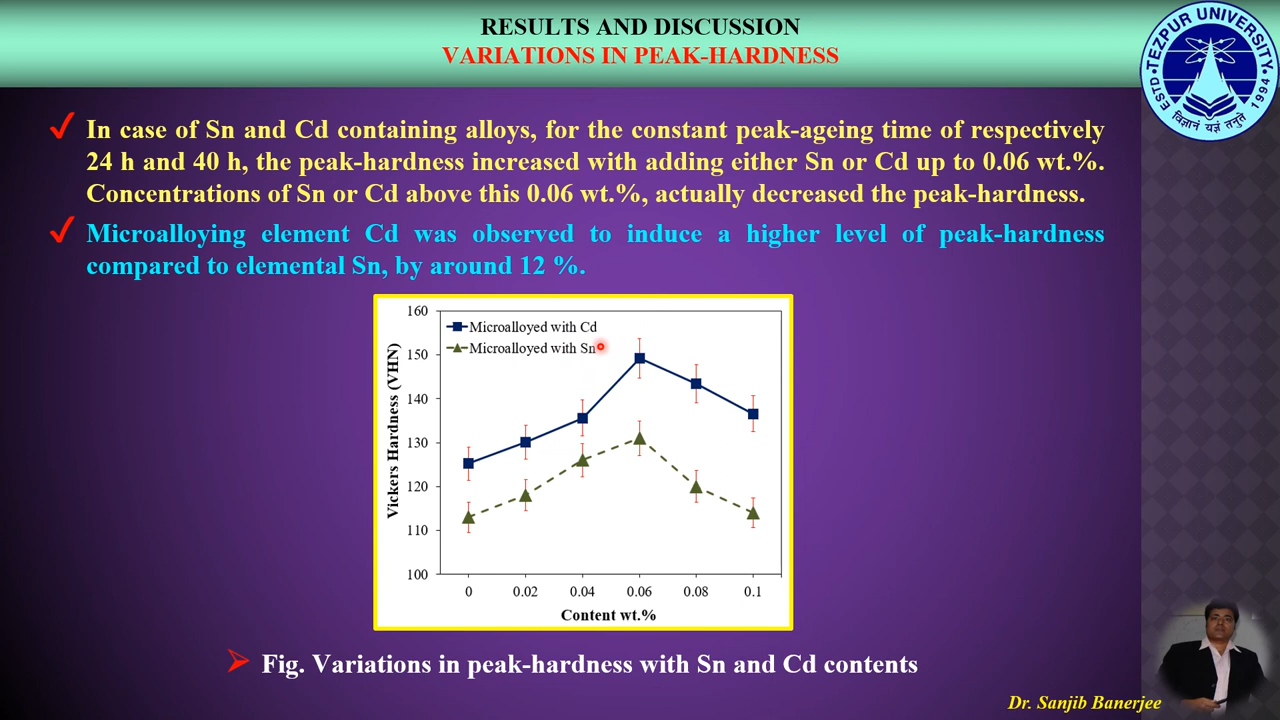 RESULTS AND DISCUSSION
VARIATIONS IN PEAK-HARDNESS
TEZPUR UNIVERSITY
ESTD 1994
विज्ञानं यज्ञं तनुते
In case of Sn and Cd containing alloys, for the constant peak-ageing time of respectively
24 h and 40 h, the peak-hardness increased with adding either Sn or Cd up to 0.06 wt.%.
Concentrations of Sn or Cd above this 0.06 wt.%, actually decreased the peak-hardness.
Microalloying element Cd was observed to induce a higher level of peak-hardness
compared to elemental Sn, by around 12 %.
Microalloyed with Cd
Microalloyed with Sn
Vickers Hardness (VHN)
160
150
140
130
120
110
100
0 0.02 0.04 0.06 0.08 0.1
Content wt.%
Fig. Variations in peak-hardness with Sn and Cd contents
Dr. Sanjib Banerjee